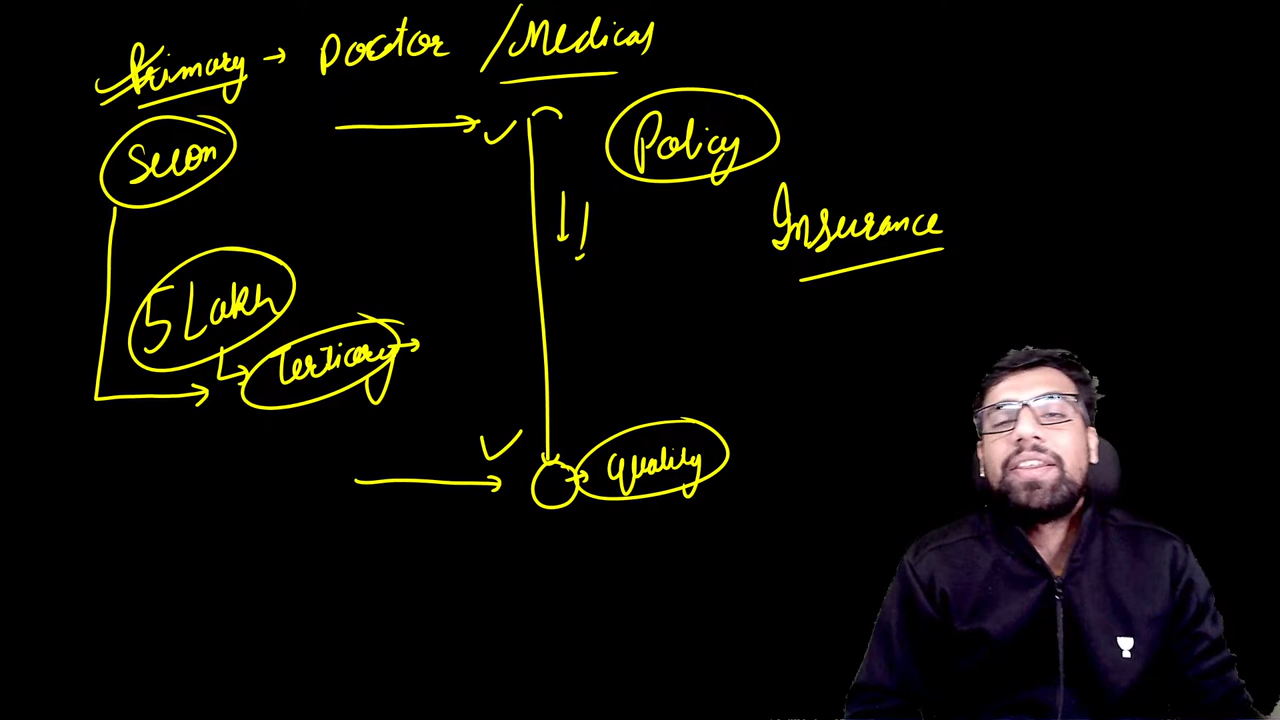 Primary → Doctor / Medical
Secon
Policy
Insurance
5 Lakh
Tertiary →
Quality